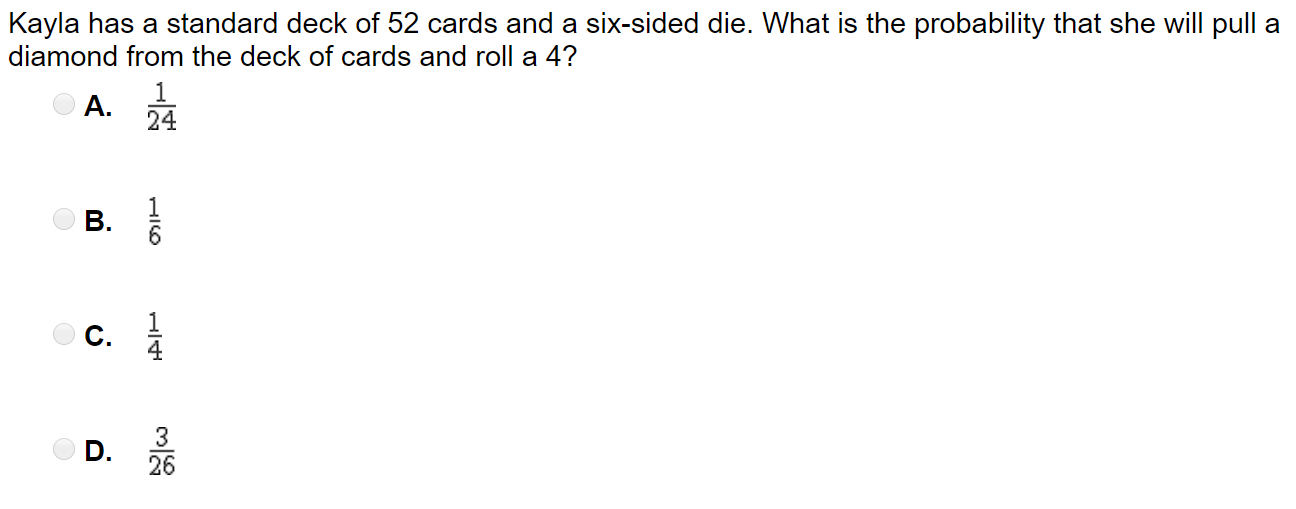 Kayla has a standard deck of 52 cards and a six-sided die. What is the probability that she will pull a
diamond from the deck of cards and roll a 4?
A. 1/24
B. 1/6
C. 1/4
D. 3/26